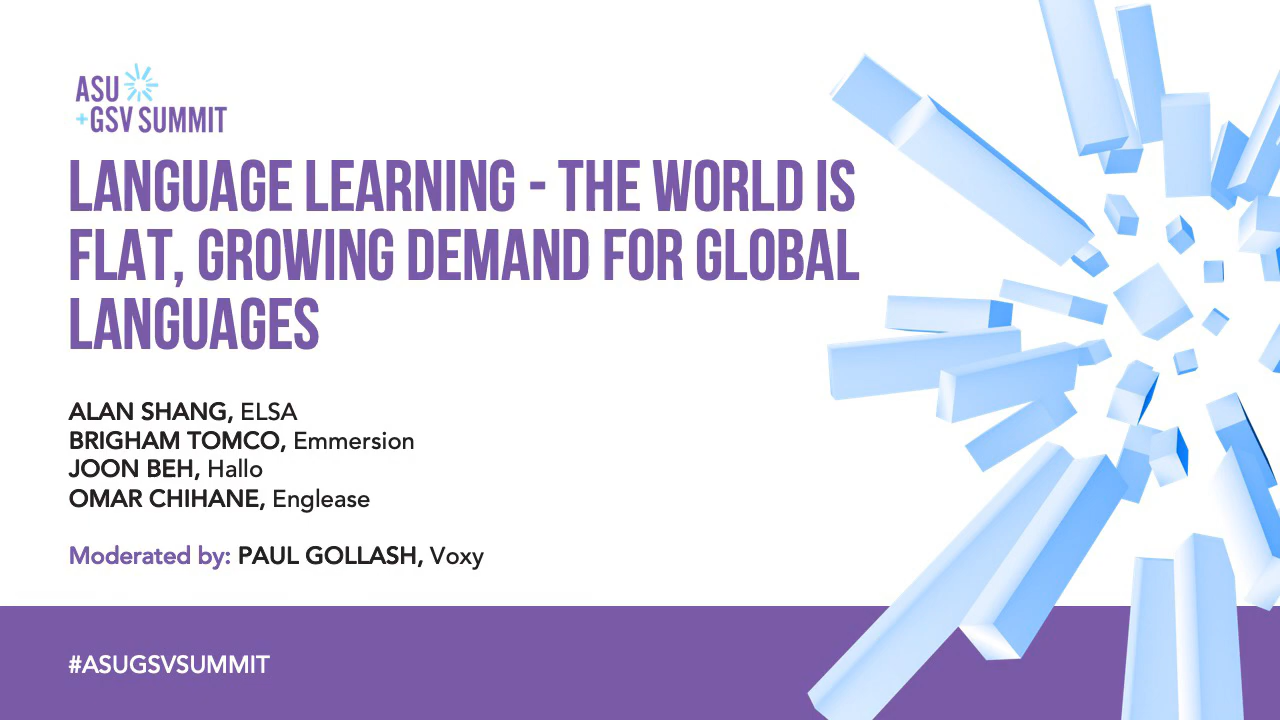 ASU
+GSV SUMMIT
LANGUAGE LEARNING - THE WORLD IS
FLAT, GROWING DEMAND FOR GLOBAL
LANGUAGES
ALAN SHANG, ELSA
BRIGHAM TOMCO, Emmersion
JOON BEH, Hallo
OMAR CHIHANE, Englease
Moderated by: PAUL GOLLASH, Voxy
#ASUGSVSUMMIT